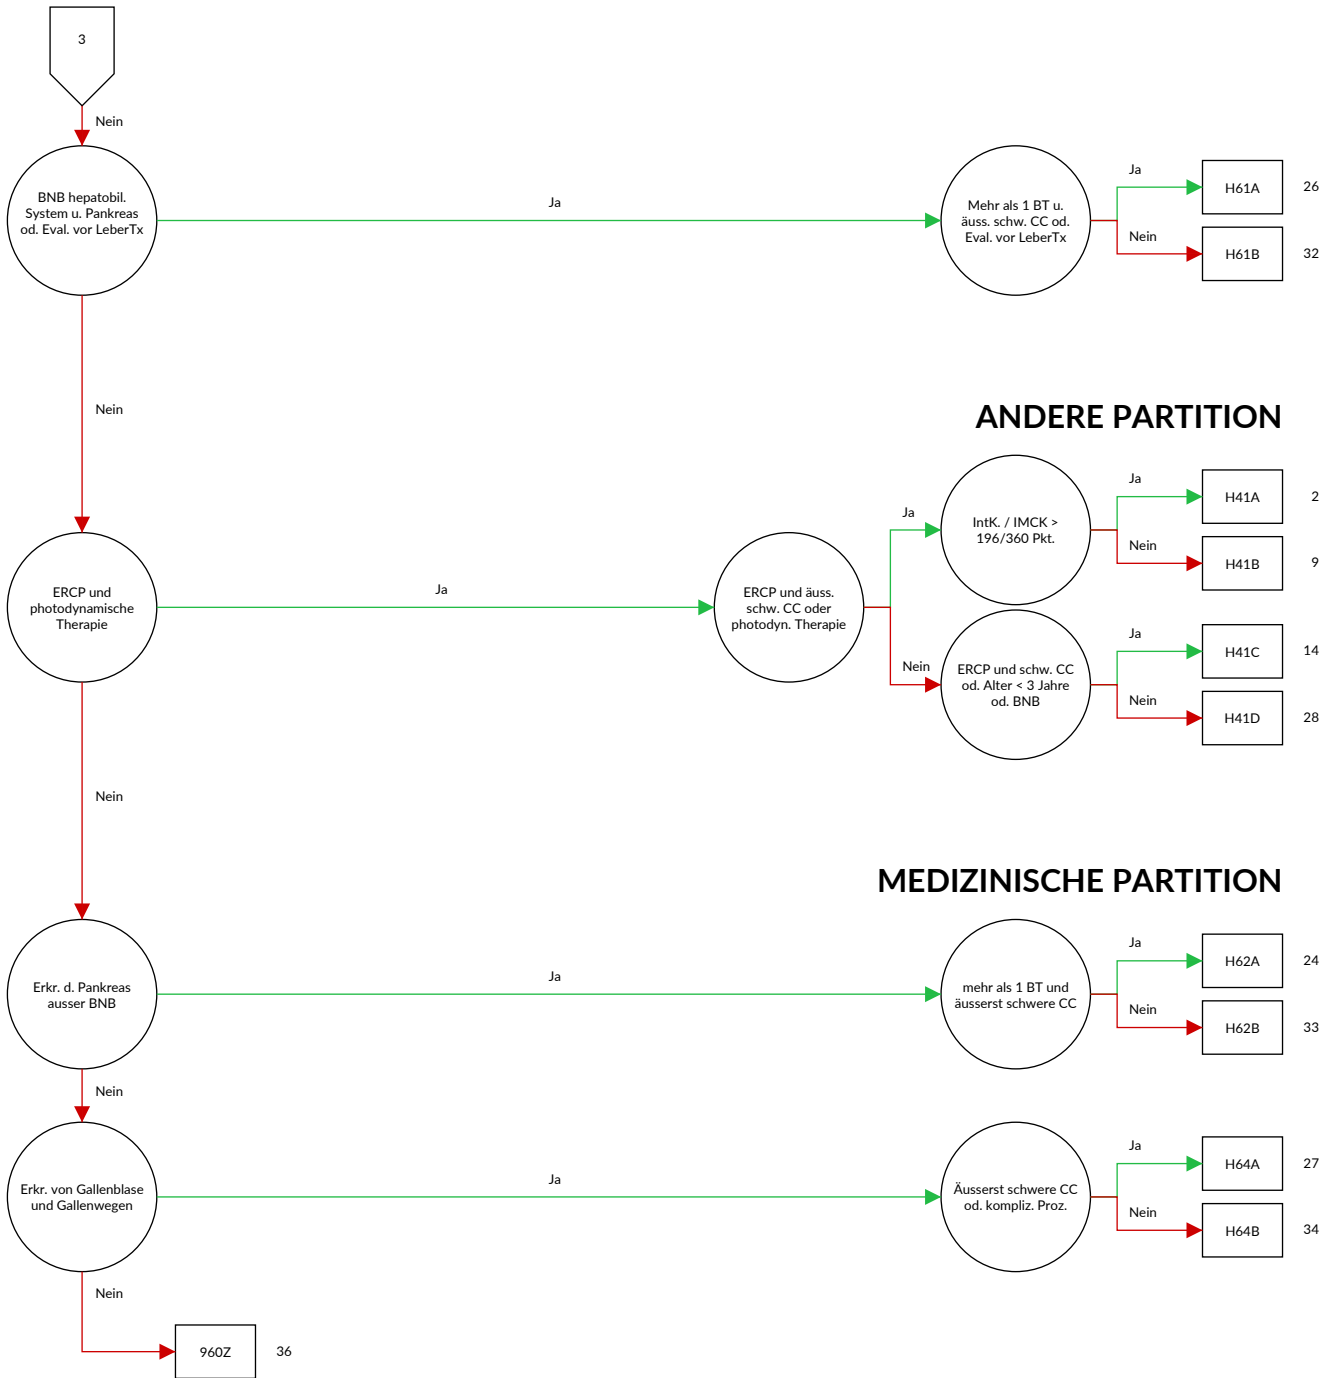 3
Nein
BNB hepatobil.
System u. Pankreas
od. Eval. vor LeberTx
Ja
Mehr als 1 BT u.
äuss. schw. CC od.
Eval. vor LeberTx
Ja
H61A
26
Nein
H61B
32
Nein
ANDERE PARTITION
ERCP und
photodynamische
Therapie
Ja
ERCP und äuss.
schw. CC oder
photodyn. Therapie
Ja
IntK. / IMCK >
196/360 Pkt.
Ja
H41A
2
Nein
H41B
9
Nein
ERCP und schw. CC
od. Alter < 3 Jahre
od. BNB
Ja
H41C
14
Nein
H41D
28
Nein
MEDIZINISCHE PARTITION
Erkr. d. Pankreas
ausser BNB
Ja
mehr als 1 BT und
äusserst schwere CC
Ja
H62A
24
Nein
H62B
33
Nein
Erkr. von Gallenblase
und Gallenwegen
Ja
Äusserst schwere CC
od. kompliz. Proz.
Ja
H64A
27
Nein
H64B
34
Nein
960Z
36